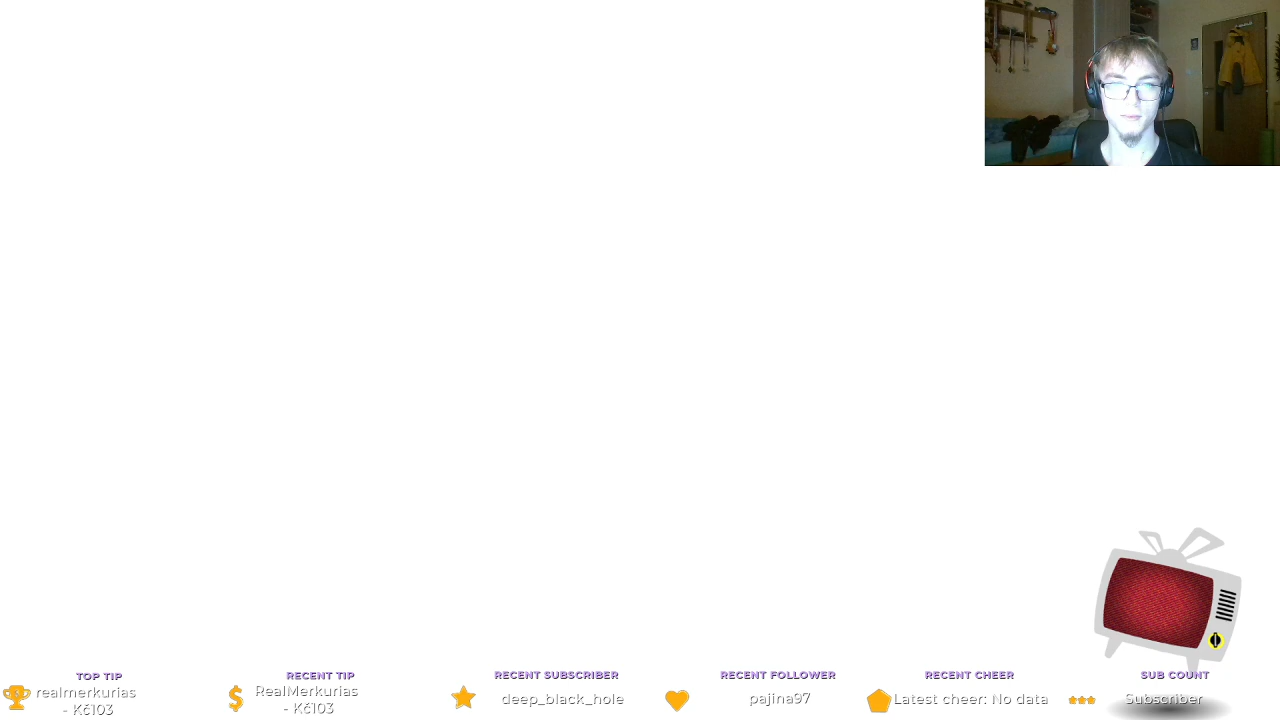 TOP TIP
realmerkurias
- Kč103
RECENT TIP
RealMerkurias
- Kč103
RECENT SUBSCRIBER
deep_black_hole
RECENT FOLLOWER
pajina97
RECENT CHEER
Latest cheer: No data
SUB COUNT
Subscriber